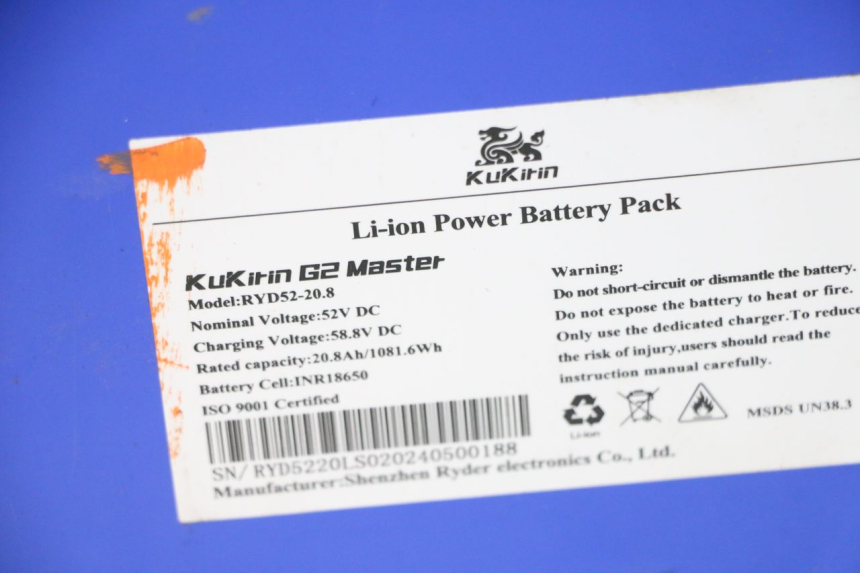 KuKirin
Li-ion Power Battery Pack
KuKirin G2 Master
Model:RYD52-20.8
Nominal Voltage:52V DC
Charging Voltage:58.8V DC
Rated capacity:20.8Ah/1081.6Wh
Battery Cell:INR18650
ISO 9001 Certified
SN/RYD5220LS020240500188
Manufacturer:Shenzhen Ryder electronics Co., Ltd.
Warning:
Do not short-circuit or dismantle the battery.
Do not expose the battery to heat or fire.
Only use the dedicated charger.To reduce
the risk of injury,users should read the
instruction manual carefully.
Li-ion
MSDS UN38.3